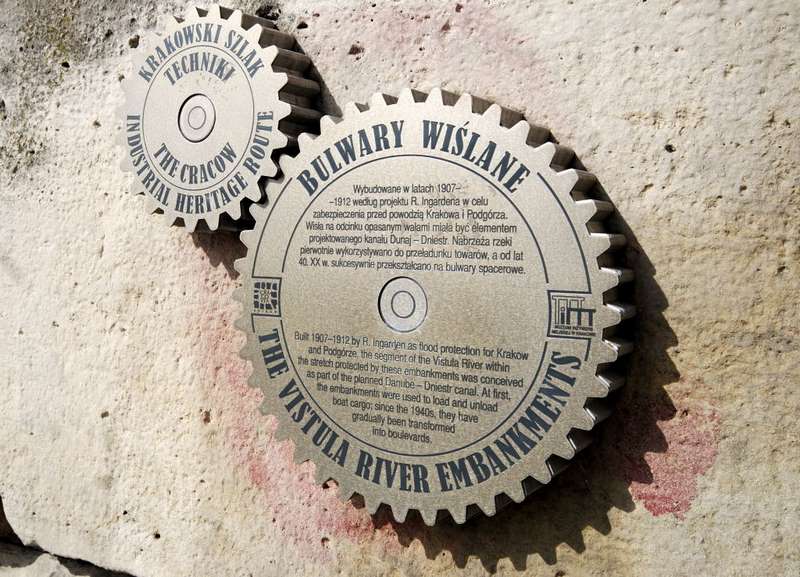 KRAKOWSKI SZLAK
TECHNIKI
THE CRACOW
INDUSTRIAL HERITAGE ROUTE
BULWARY WIŚLANE
Wybudowane w latach 1907–
–1912 według projektu R. Ingardena w celu
zabezpieczenia przed powodzią Krakowa i Podgórza.
Wisła na odcinku opasanym wałami miała być elementem
projektowanego kanału Dunaj – Dniestr. Nabrzeża rzeki
pierwotnie wykorzystywano do przeładunku towarów, a od lat
40. XX w. sukcesywnie przekształcano na bulwary spacerowe.
Built 1907–1912 by R. Ingarden as flood protection for Krakow
and Podgórze, the segment of the Vistula River within
the stretch protected by these embankments was conceived
as part of the planned Danube – Dniestr canal. At first,
the embankments were used to load and unload
boat cargo; since the 1940s, they have
gradually been transformed
into boulevards.
THE VISTULA RIVER EMBANKMENTS
MUZEUM INŻYNIERII
MIEJSKIEJ W KRAKOWIE